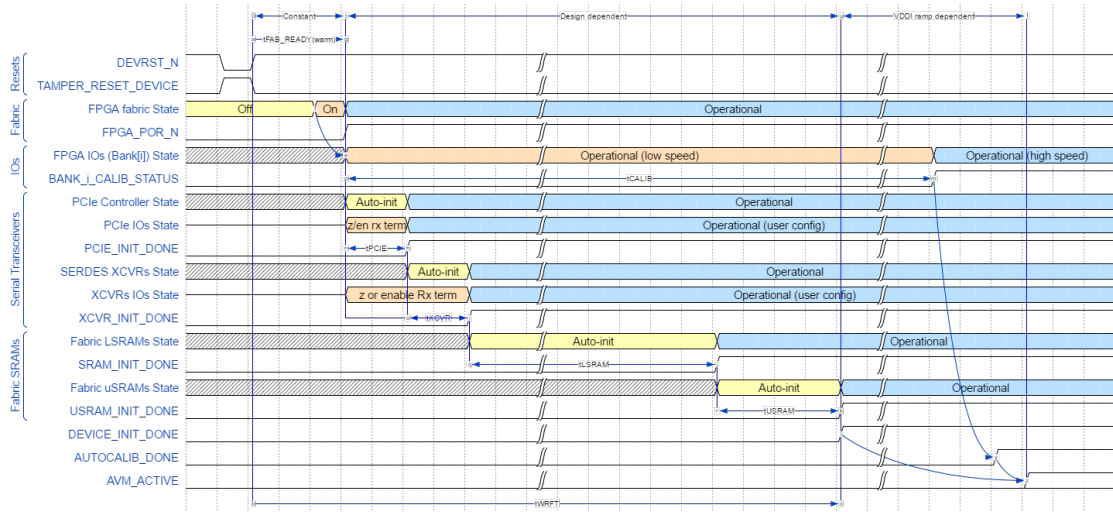 Constant
Design dependent
VDDI ramp dependent
tFAB_READY(warm)
Resets
DEVRST_N
TAMPER_RESET_DEVICE
Fabric
FPGA fabric State
Off
On
Operational
FPGA_POR_N
IOs
FPGA IOs (Bank[i]) State
Operational (low speed)
Operational (high speed)
BANK_i_CALIB_STATUS
tCALIB
Serial Transceivers
PCIe Controller State
Auto-init
Operational
PCIe IOs State
z/en rx term
Operational (user config)
PCIE_INIT_DONE
tPCIE
SERDES XCVRs State
Auto-init
Operational
XCVRs IOs State
z or enable Rx term
Operational (user config)
XCVR_INIT_DONE
tXCVR
Fabric SRAMs
Fabric LSRAMs State
Auto-init
Operational
SRAM_INIT_DONE
tLSRAM
Fabric uSRAMs State
Auto-init
Operational
USRAM_INIT_DONE
tUSRAM
DEVICE_INIT_DONE
AUTOCALIB_DONE
AVM_ACTIVE
tWRFT